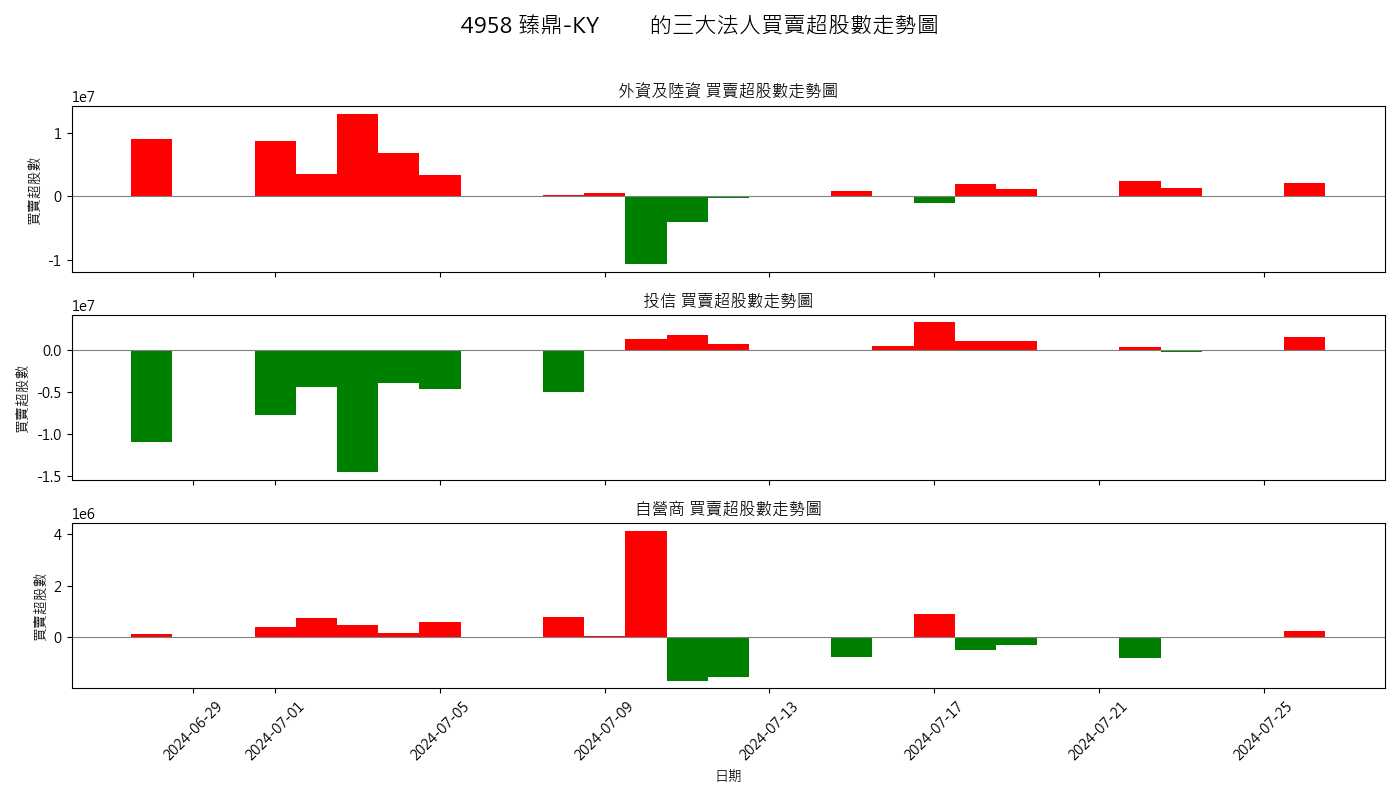 4958 臻鼎-KY 的三大法人買賣超股數走勢圖
外資及陸資 買賣超股數走勢圖
1e7
1
0
-1
買賣超股數
投信 買賣超股數走勢圖
1e7
0.0
-0.5
-1.0
-1.5
買賣超股數
自營商 買賣超股數走勢圖
1e6
4
2
0
買賣超股數
2024-06-29
2024-07-01
2024-07-05
2024-07-09
2024-07-13
2024-07-17
2024-07-21
2024-07-25
日期